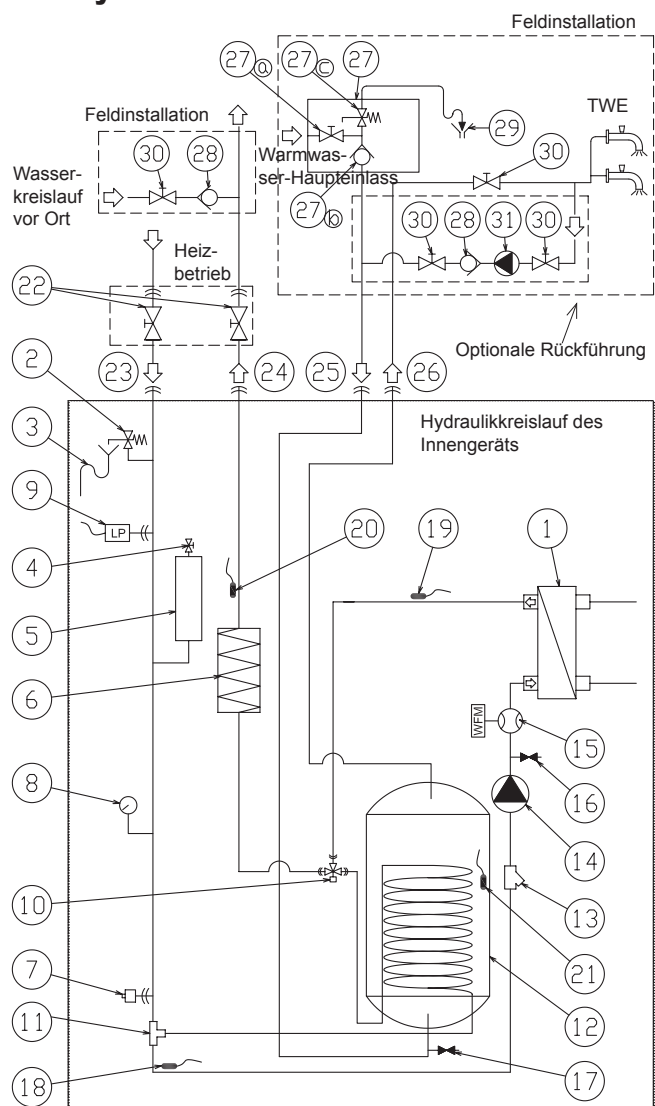 Feldinstallation
27 a
27 c
27
29
TWE
Feldinstallation
30
28
Wasser-
kreislauf
vor Ort
Warmwas-
ser-Haupteinlass
27 b
30
30
28
31
30
Heiz-
betrieb
22
Optionale Rückführung
23
24
25
26
2
3
9
LP
4
5
6
8
Hydraulikkreislauf des
Innengeräts
20
19
1
WFM
15
16
14
10
13
21
12
7
11
18
17